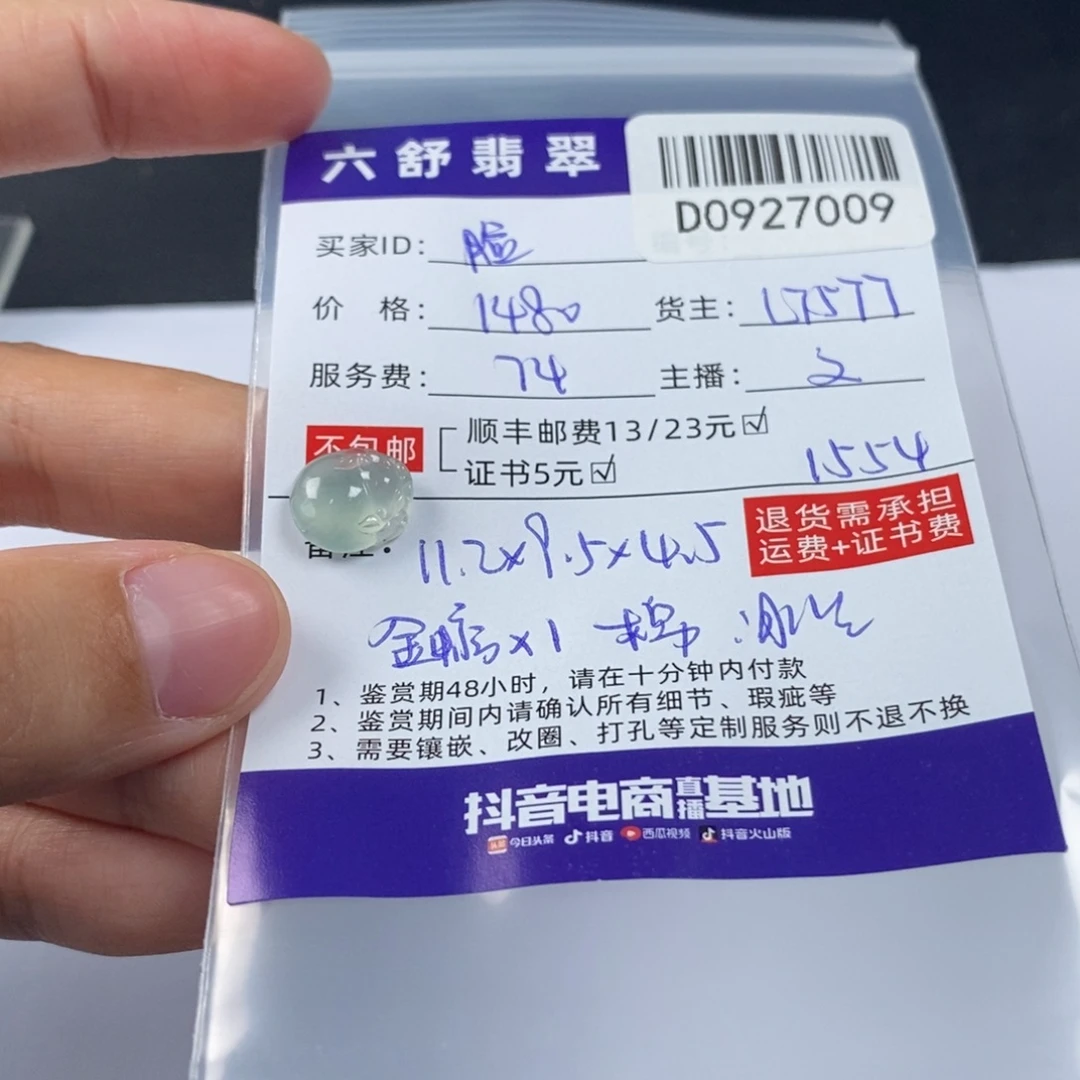 六舒翡翠
D0927009
买家ID: 脸
价 格: 1480 货主: 17577
服务费: 74 主播: 2
不包邮
顺丰邮费13/23元☑
证书5元☑
1554
退货需承担
运费+证书费
备注: 11.2×9.5×4.5
金 ×1 棉
1、鉴赏期48小时，请在十分钟内付款
2、鉴赏期间内请确认所有细节、瑕疵等
3、需要镶嵌、改圈、打孔等定制服务则不退不换
抖音电商直播基地
头条 今日头条 抖音 西瓜视频 抖音火山版